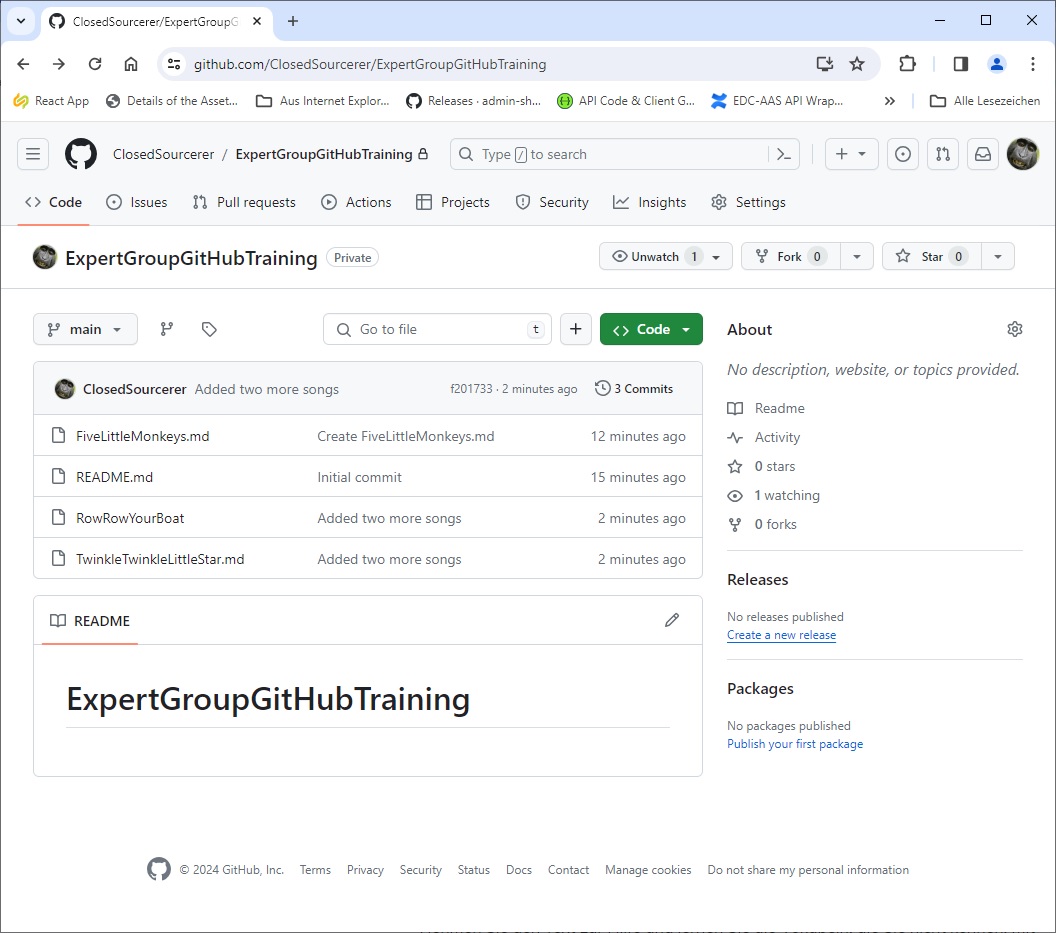 ClosedSourcerer/ExpertGroupG
github.com/ClosedSourcerer/ExpertGroupGitHubTraining
React App Details of the Asset... Aus Internet Explor... Releases · admin-sh... API Code & Client G... EDC-AAS API Wrap... » Alle Lesezeichen
ClosedSourcerer / ExpertGroupGitHubTraining Type / to search
Code Issues Pull requests Actions Projects Security Insights Settings
ExpertGroupGitHubTraining Private Unwatch 1 Fork 0 Star 0
main Go to file t + Code
ClosedSourcerer Added two more songs f201733 · 2 minutes ago 3 Commits
FiveLittleMonkeys.md Create FiveLittleMonkeys.md 12 minutes ago
README.md Initial commit 15 minutes ago
RowRowYourBoat Added two more songs 2 minutes ago
TwinkleTwinkleLittleStar.md Added two more songs 2 minutes ago
README
ExpertGroupGitHubTraining
About
No description, website, or topics provided.
Readme
Activity
0 stars
1 watching
0 forks
Releases
No releases published
Create a new release
Packages
No packages published
Publish your first package
© 2024 GitHub, Inc. Terms Privacy Security Status Docs Contact Manage cookies Do not share my personal information